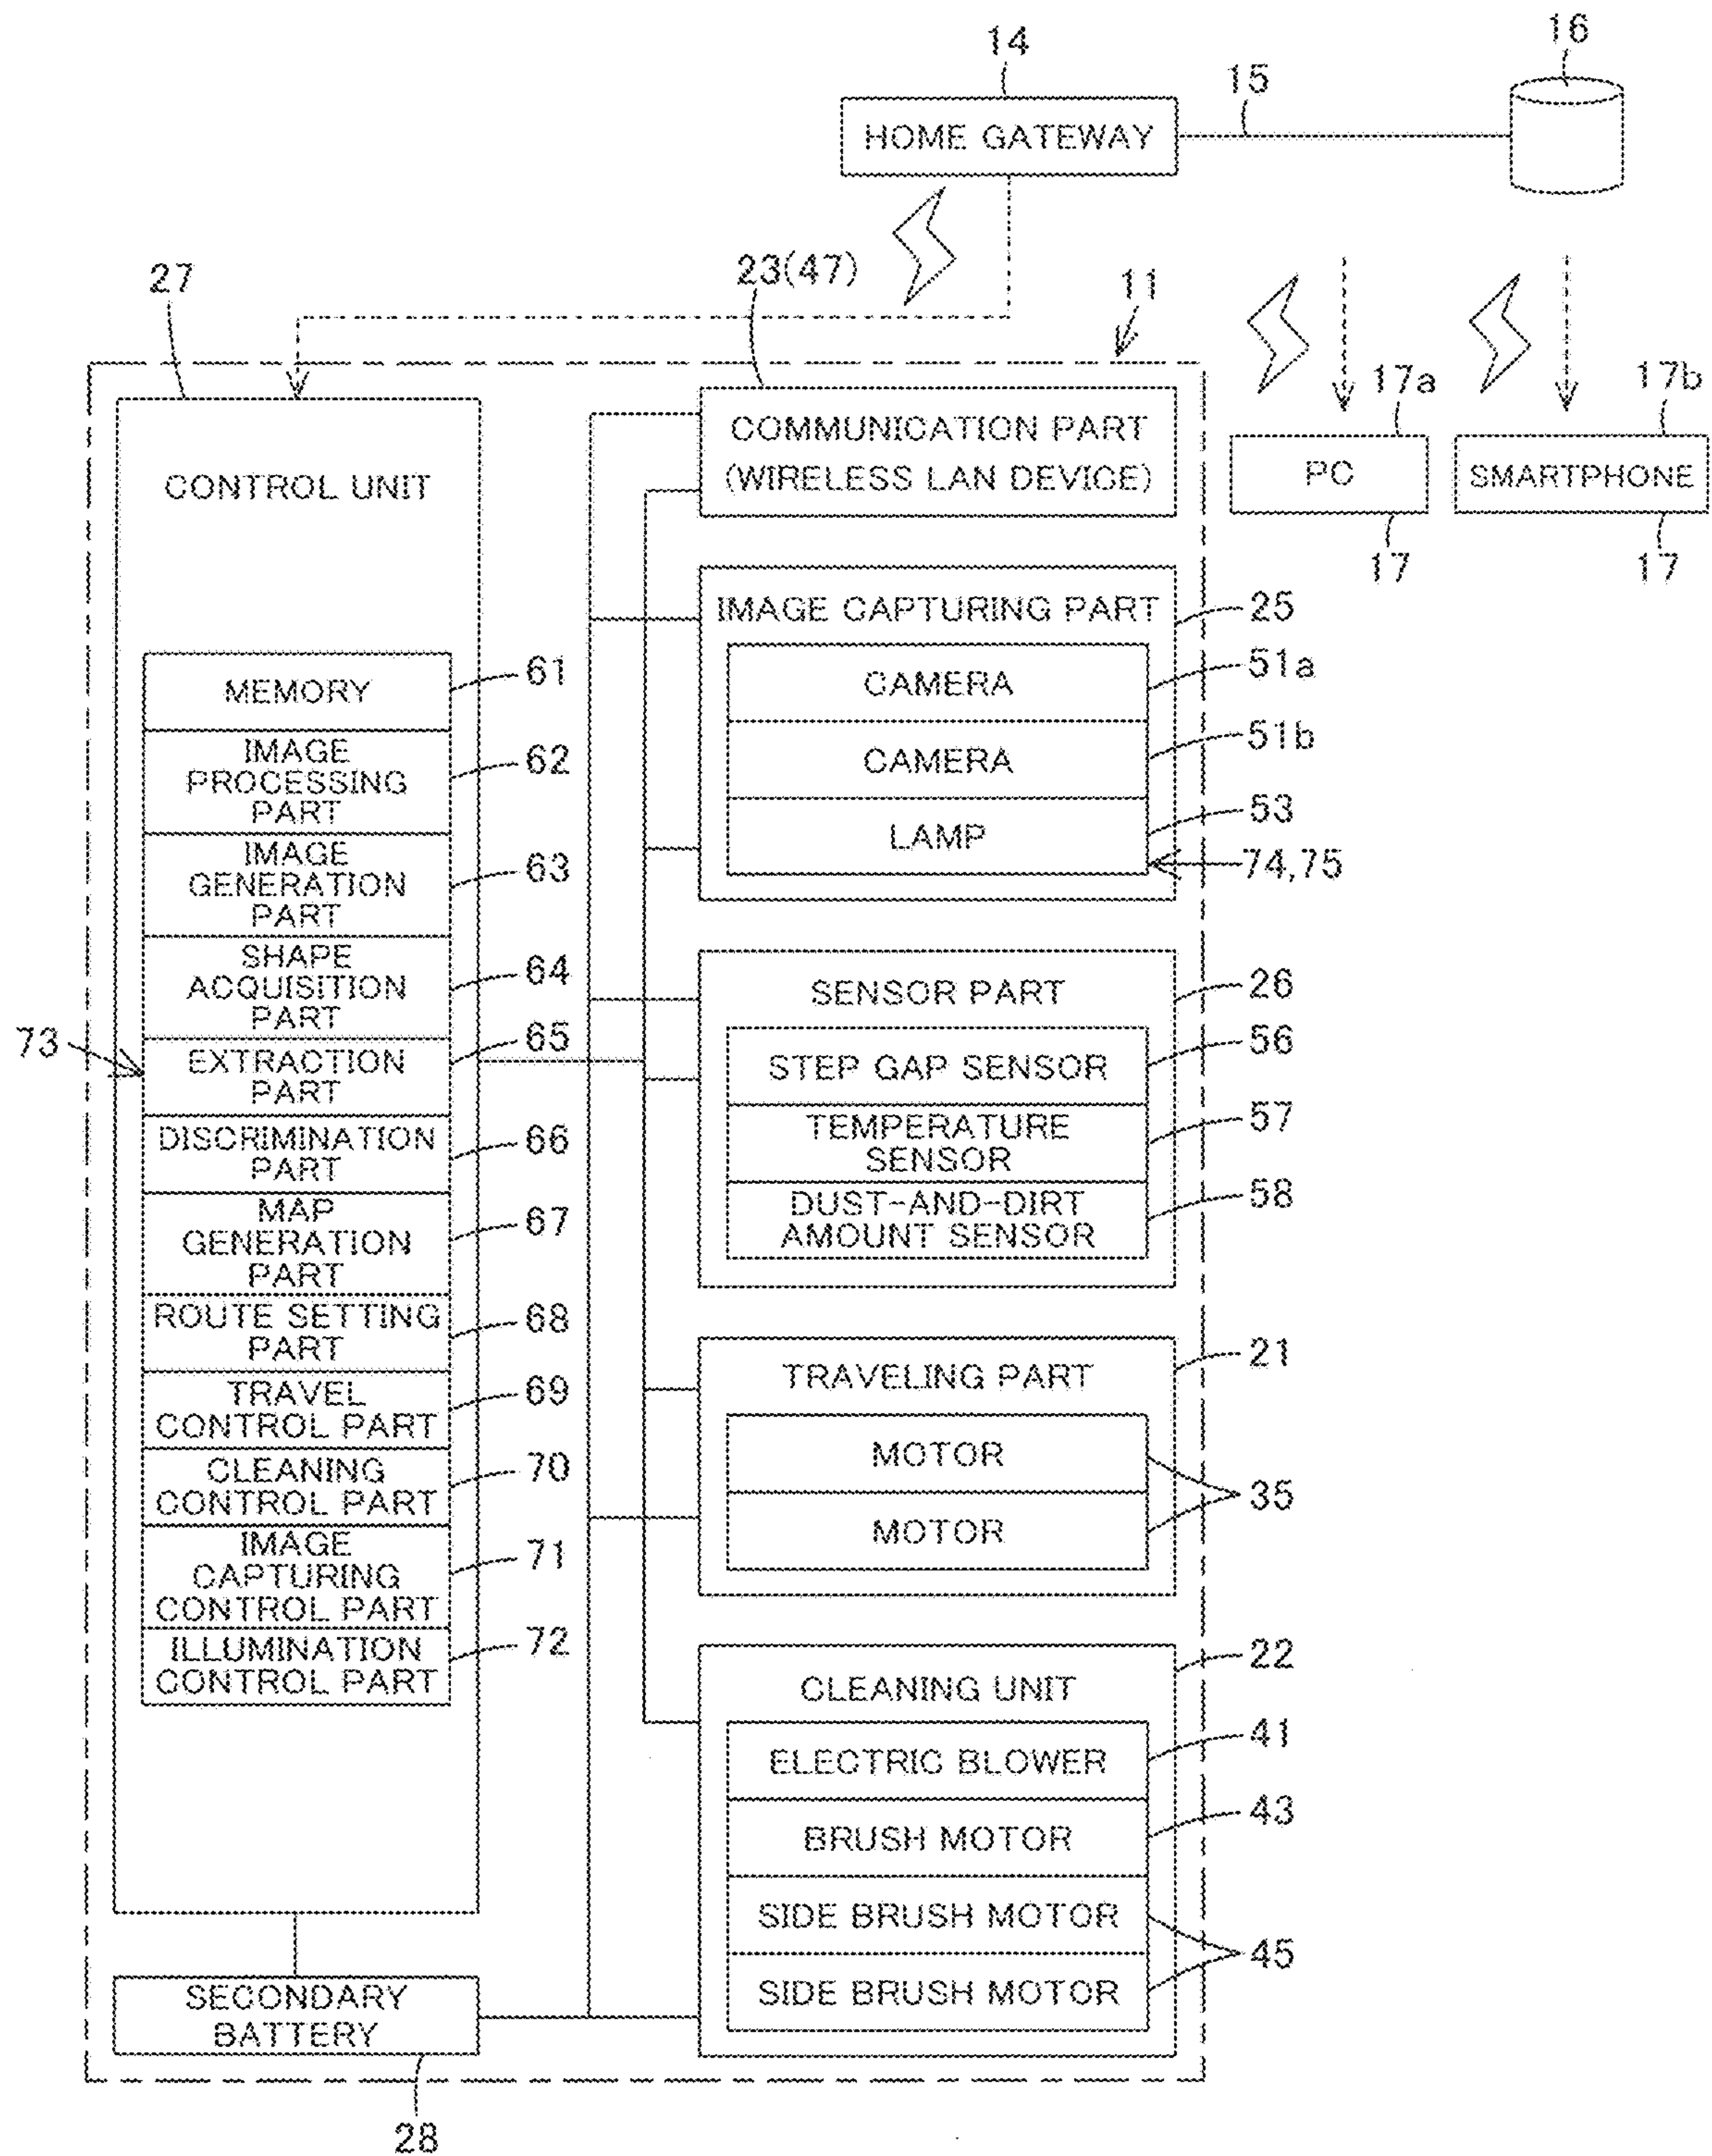 14
16
15
HOME GATEWAY
27
23(47)
11
17a
17b
COMMUNICATION PART
(WIRELESS LAN DEVICE)
PC
SMARTPHONE
17
17
CONTROL UNIT
IMAGE CAPTURING PART
25
CAMERA
51a
CAMERA
51b
LAMP
53
74,75
MEMORY
61
IMAGE
PROCESSING
PART
62
IMAGE
GENERATION
PART
63
SHAPE
ACQUISITION
PART
64
73
EXTRACTION
PART
65
DISCRIMINATION
PART
66
MAP
GENERATION
PART
67
ROUTE SETTING
PART
68
TRAVEL
CONTROL PART
69
CLEANING
CONTROL PART
70
IMAGE
CAPTURING
CONTROL PART
71
ILLUMINATION
CONTROL PART
72
SENSOR PART
26
STEP GAP SENSOR
56
TEMPERATURE
SENSOR
57
DUST-AND-DIRT
AMOUNT SENSOR
58
TRAVELING PART
21
MOTOR
MOTOR
35
CLEANING UNIT
22
ELECTRIC BLOWER
41
BRUSH MOTOR
43
SIDE BRUSH MOTOR
SIDE BRUSH MOTOR
45
SECONDARY
BATTERY
28